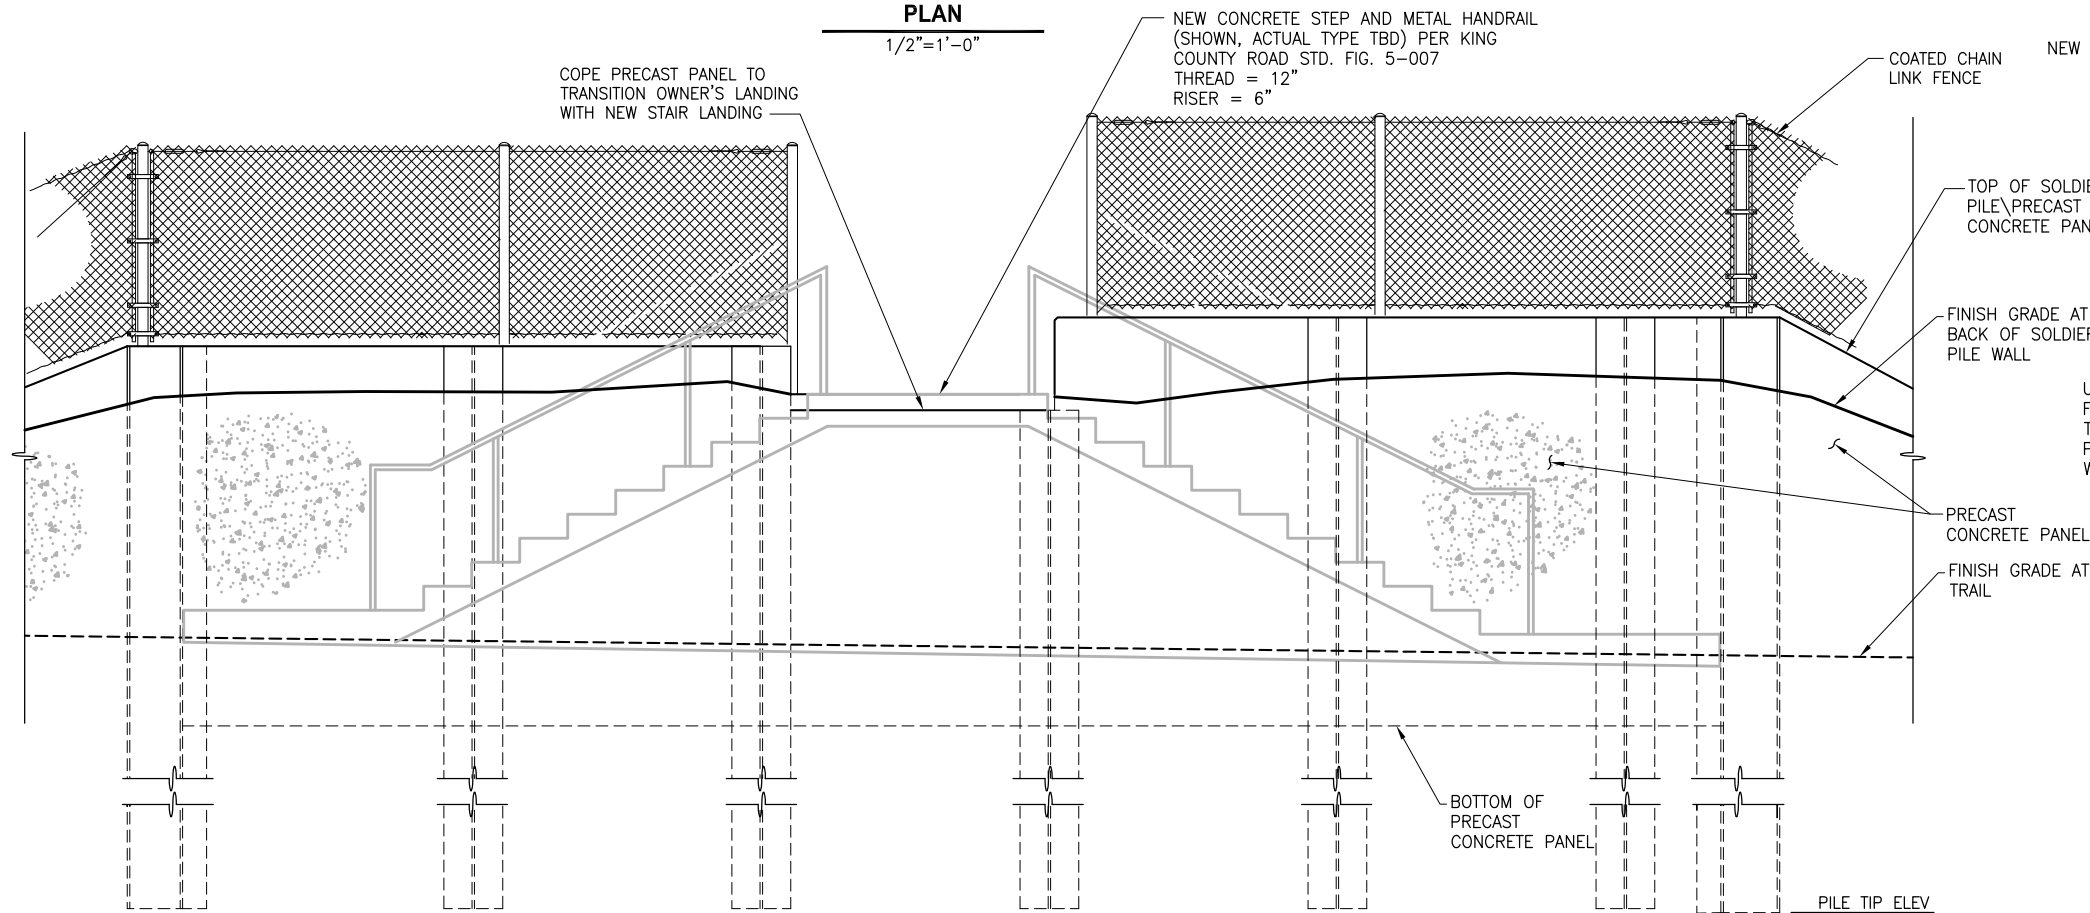 PLAN
1/2"=1'-0"
NEW CONCRETE STEP AND METAL HANDRAIL
(SHOWN, ACTUAL TYPE TBD) PER KING
COUNTY ROAD STD. FIG. 5-007
THREAD = 12"
RISER = 6"
COPE PRECAST PANEL TO
TRANSITION OWNER'S LANDING
WITH NEW STAIR LANDING
COATED CHAIN
LINK FENCE
NEW
TOP OF
PILE\PRECAST
CONCRETE
FINISH GRADE AT
BACK OF
PILE WALL
PRECAST
CONCRETE PANEL
FINISH GRADE AT
TRAIL
BOTTOM OF
PRECAST
CONCRETE PANEL
PILE TIP ELEV